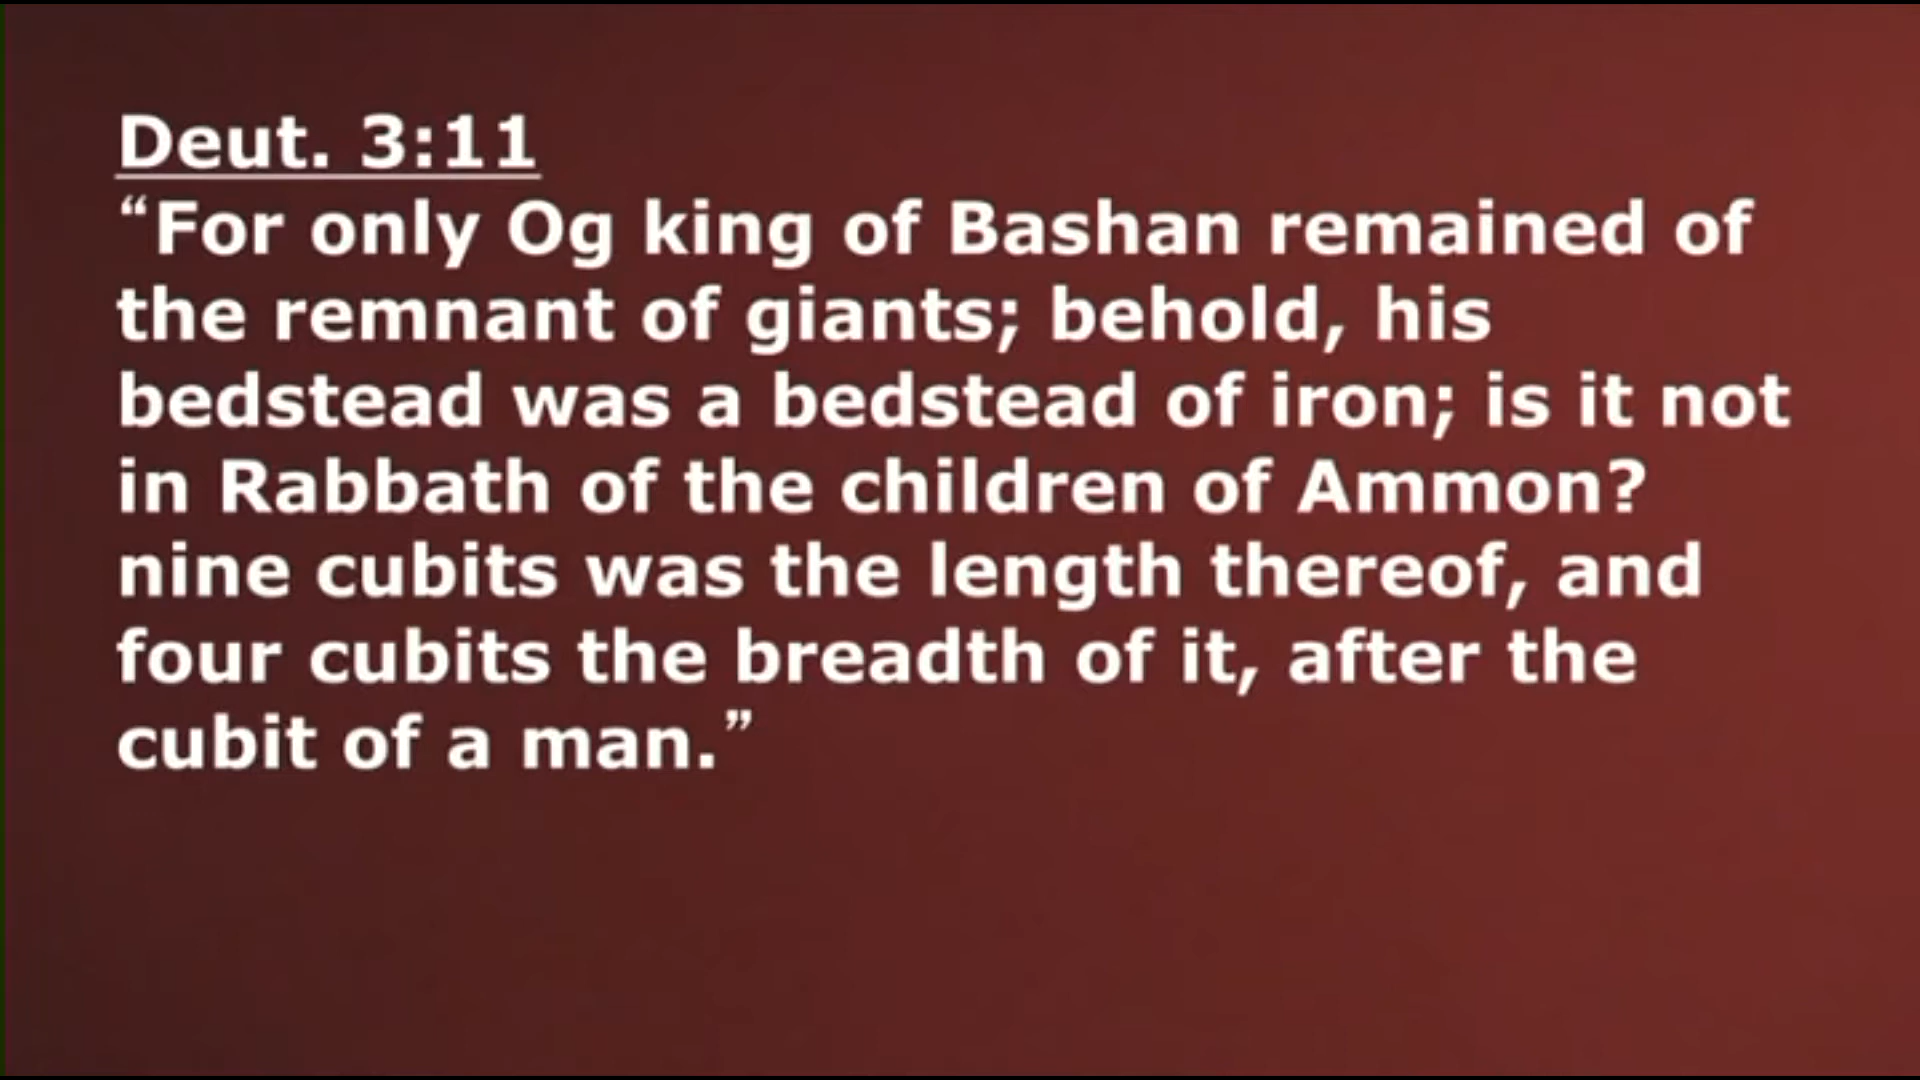 Deut. 3:11
“For only Og king of Bashan remained of
the remnant of giants; behold, his
bedstead was a bedstead of iron; is it not
in Rabbath of the children of Ammon?
nine cubits was the length thereof, and
four cubits the breadth of it, after the
cubit of a man.”